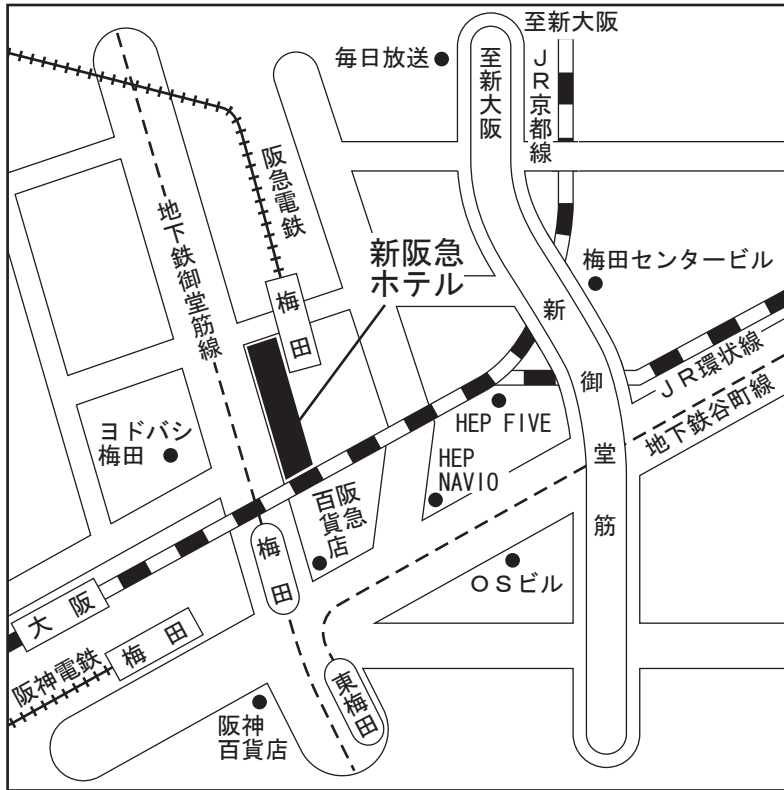 至新大阪
毎日放送
至新大阪
JR京都線
阪急電鉄
地下鉄御堂筋線
新阪急
ホテル
梅田センタービル
梅田
新御堂筋
JR環状線
地下鉄谷町線
HEP FIVE
ヨドバシ
梅田
HEP
NAVIO
阪急
百貨店
梅田
OSビル
大阪
梅田
阪神電鉄
東梅田
阪神
百貨店